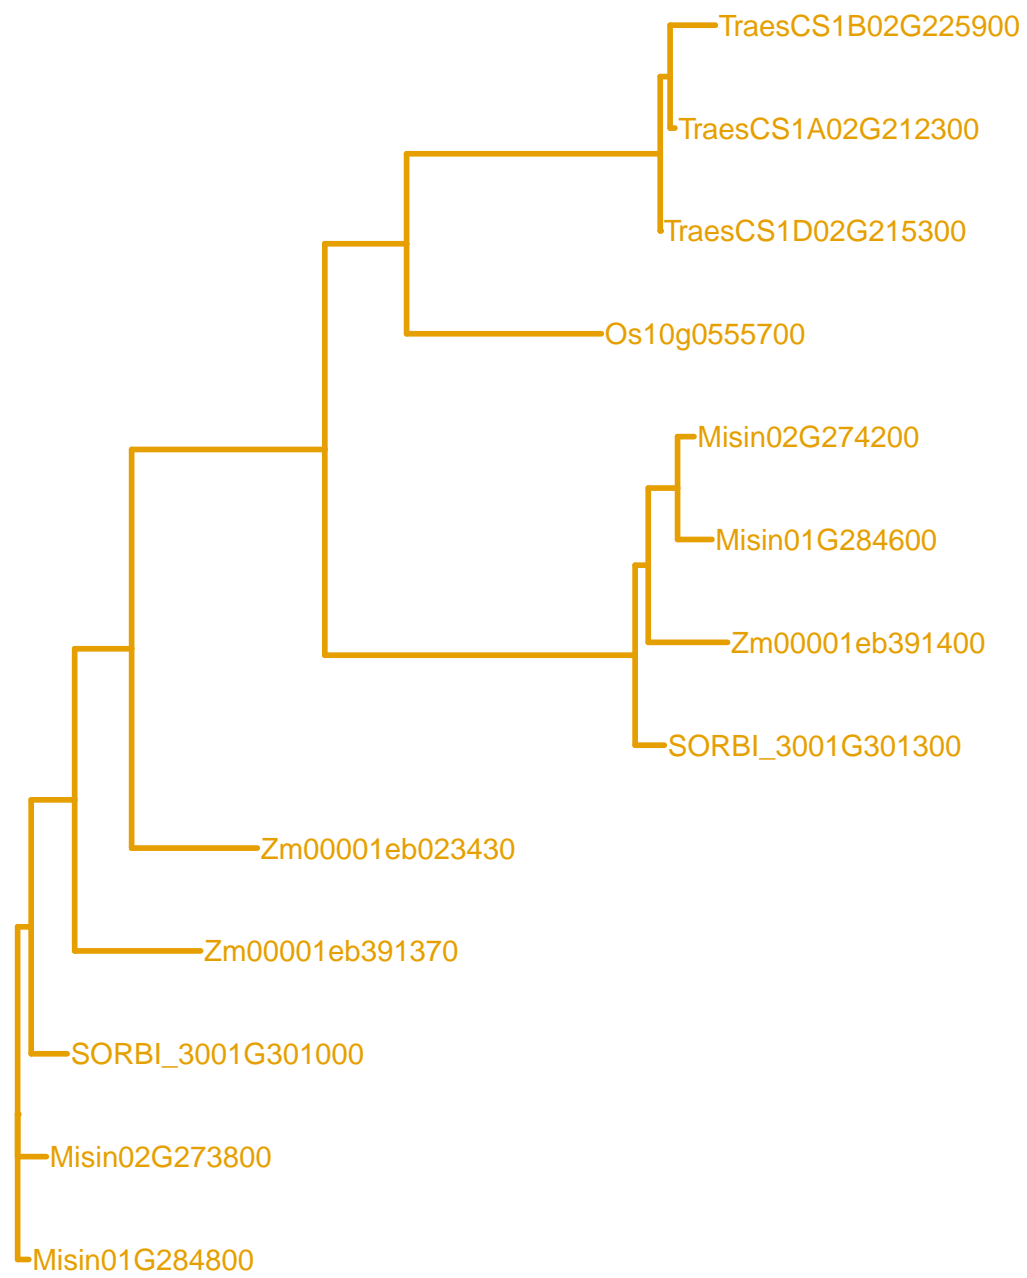 TraesCS1B02G225900
TraesCS1A02G212300
TraesCS1D02G215300
Os10g0555700
Misin02G274200
Misin01G284600
Zm00001eb391400
SORBI_3001G301300
Zm00001eb023430
Zm00001eb391370
SORBI_3001G301000
Misin02G273800
Misin01G284800